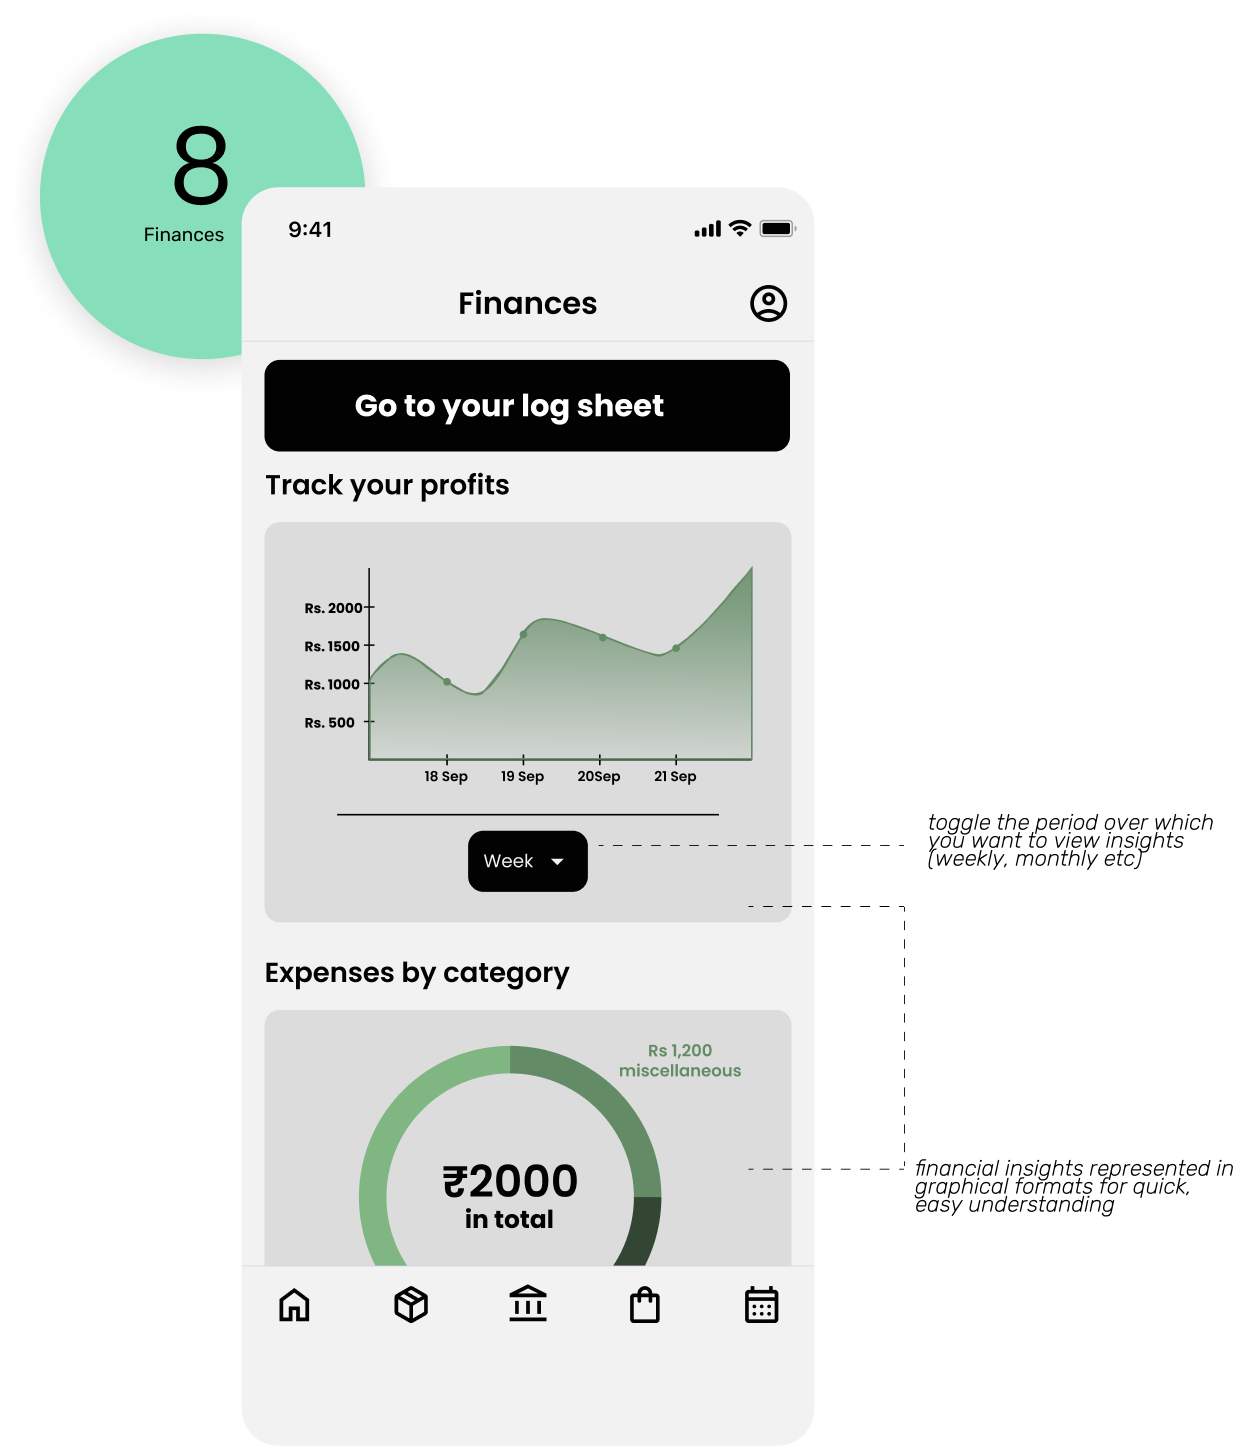 8
Finances
9:41
Finances
Go to your log sheet
Track your profits
Rs. 2000
Rs. 1500
Rs. 1000
Rs. 500
18 Sep
19 Sep
20Sep
21 Sep
Week
toggle the period over which
you want to view insights
(weekly, monthly etc)
Expenses by category
Rs 1,200
miscellaneous
₹2000
in total
financial insights represented in
graphical formats for quick,
easy understanding